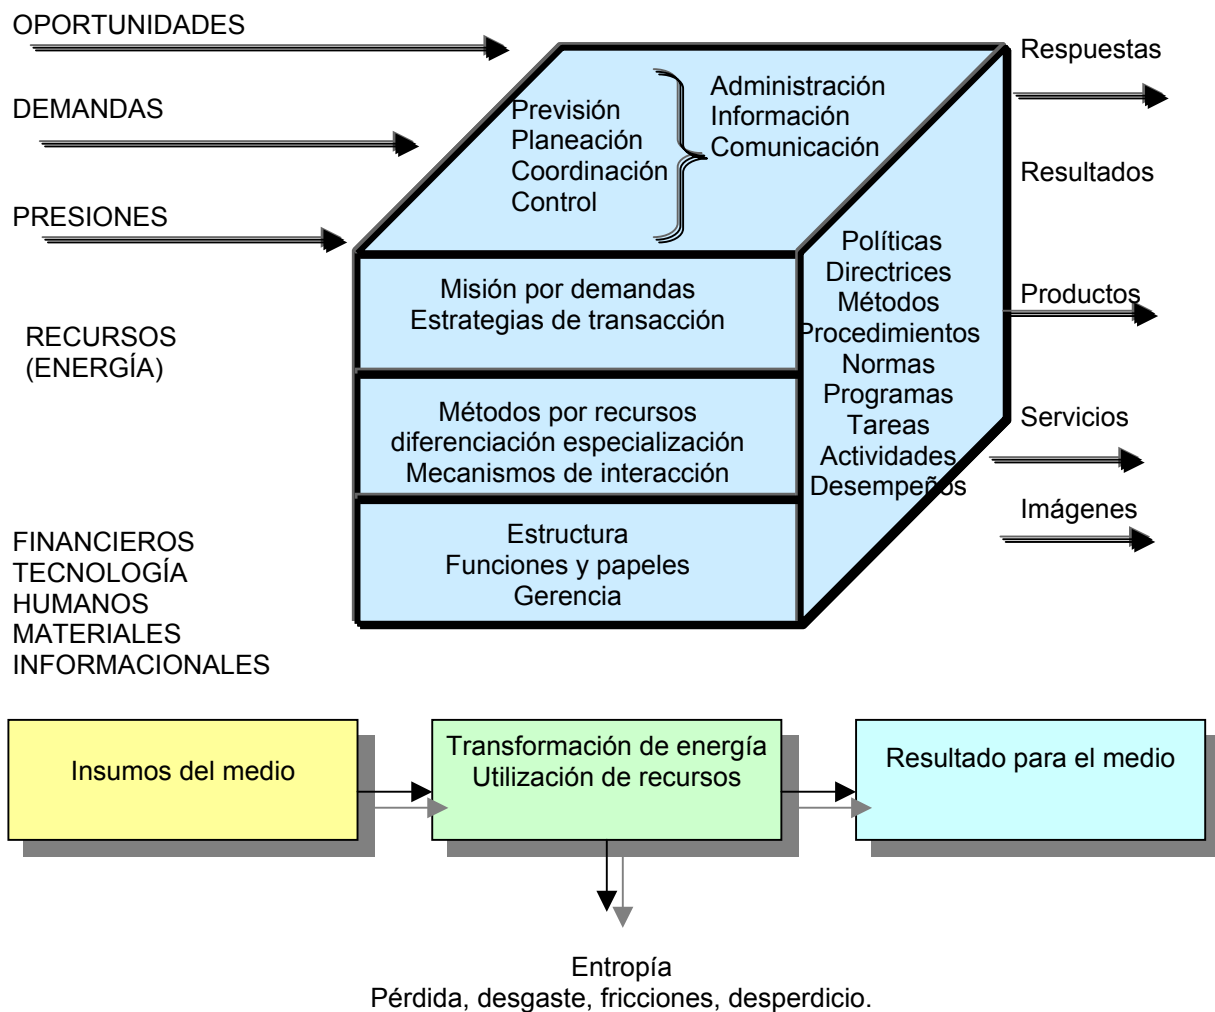 OPORTUNIDADES
DEMANDAS
PRESIONES
RECURSOS
(ENERGÍA)
FINANCIEROS
TECNOLOGÍA
HUMANOS
MATERIALES
INFORMACIONALES
Previsión
Planeación
Coordinación
Control
Administración
Información
Comunicación
Misión por demandas
Estrategias de transacción
Métodos por recursos
diferenciación especialización
Mecanismos de interacción
Estructura
Funciones y papeles
Gerencia
Políticas
Directrices
Métodos
Procedimientos
Normas
Programas
Tareas
Actividades
Desempeños
Respuestas
Resultados
Productos
Servicios
Imágenes
Insumos del medio
Transformación de energía
Utilización de recursos
Resultado para el medio
Entropía
Pérdida, desgaste, fricciones, desperdicio.